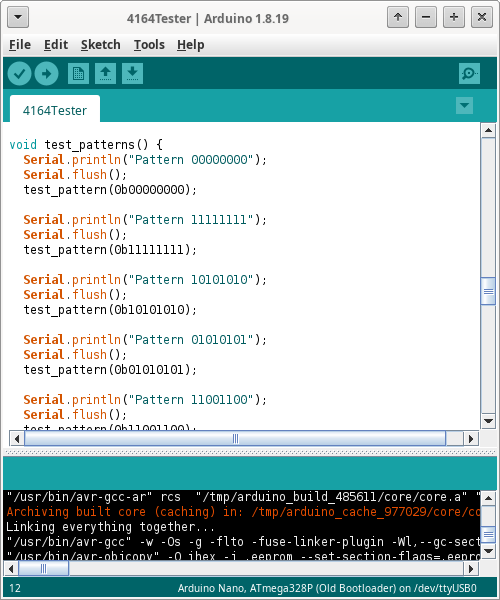 4164Tester | Arduino 1.8.19
File Edit Sketch Tools Help
4164Tester
void test_patterns() {
Serial.println("Pattern 00000000");
Serial.flush();
test_pattern(0b00000000);
Serial.println("Pattern 11111111");
Serial.flush();
test_pattern(0b11111111);
Serial.println("Pattern 10101010");
Serial.flush();
test_pattern(0b10101010);
Serial.println("Pattern 01010101");
Serial.flush();
test_pattern(0b01010101);
Serial.println("Pattern 11001100");
Serial.flush();
test_pattern(0b11001100);
"/usr/bin/avr-gcc-ar" rcs "/tmp/arduino_build_485611/core/core.a" "
Archiving built core (caching) in: /tmp/arduino_cache_977029/core/co
Linking everything together...
"/usr/bin/avr-gcc" -w -Os -g -flto -fuse-linker-plugin -Wl,--gc-sect
"/usr/bin/avr-objcopy" -O ihex -j .eeprom --set-section-flags=.eepro
12 Arduino Nano, ATmega328P (Old Bootloader) on /dev/ttyUSB0